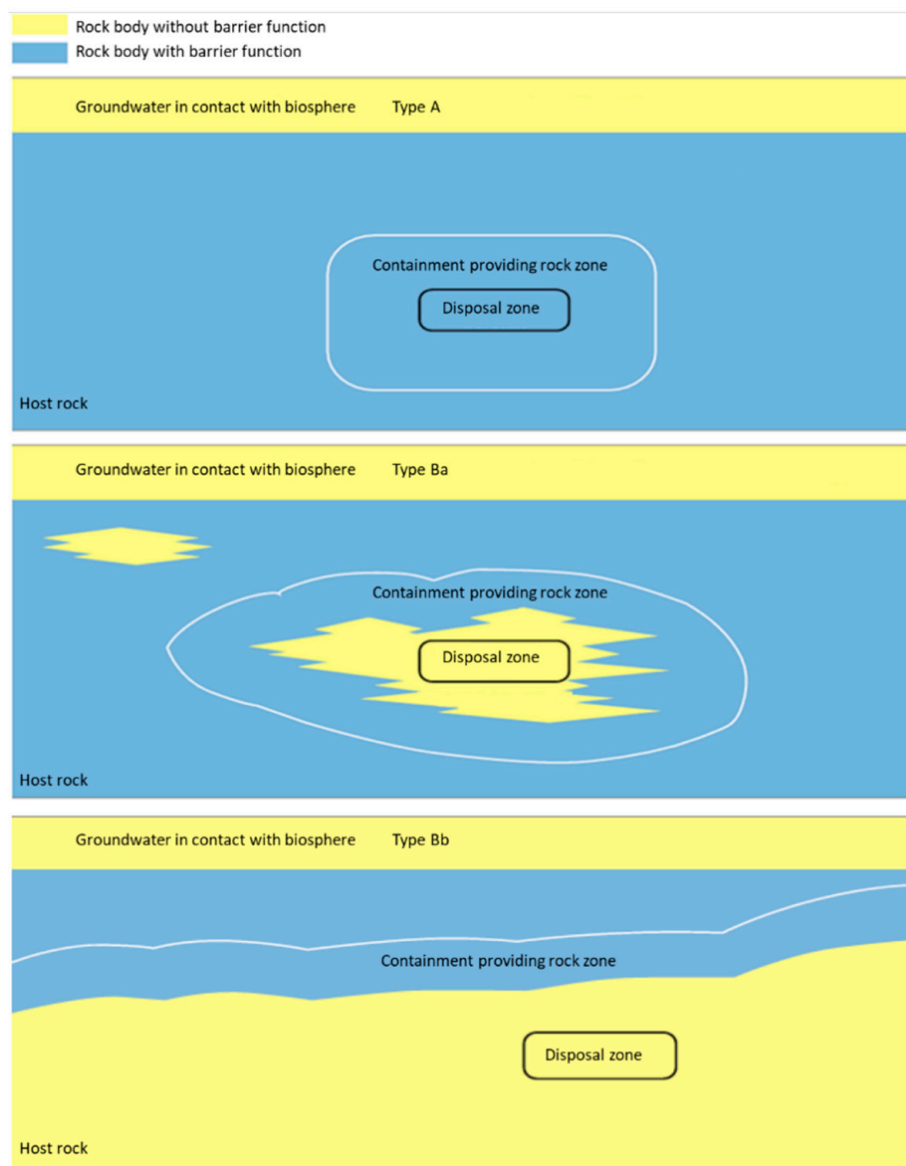 Rock body without barrier function
Rock body with barrier function
Groundwater in contact with biosphere Type A
Containment providing rock zone
Disposal zone
Host rock
Groundwater in contact with biosphere Type Ba
Containment providing rock zone
Disposal zone
Host rock
Groundwater in contact with biosphere Type Bb
Containment providing rock zone
Disposal zone
Host rock